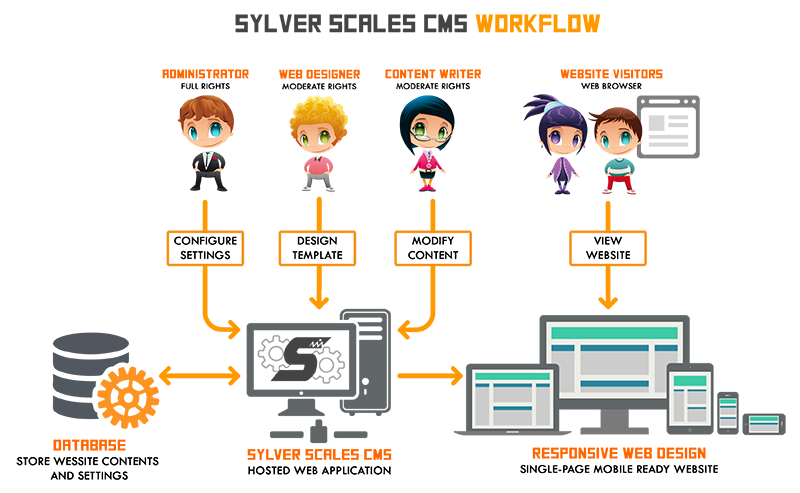 SYLVER SCALES CMS WORKFLOW
ADMINISTRATOR
FULL RIGHTS
WEB DESIGNER
MODERATE RIGHTS
CONTENT WRITER
MODERATE RIGHTS
WEBSITE VISITORS
WEB BROWSER
CONFIGURE
SETTINGS
DESIGN
TEMPLATE
MODIFY
CONTENT
VIEW
WEBSITE
S
DATABASE
STORE WESSITE CONTENTS
AND SETTINGS
SYLVER SCALES CMS
HOSTED WEB APPLICATION
RESPONSIVE WEB DESIGN
SINGLE-PAGE MOBILE READY WEBSITE